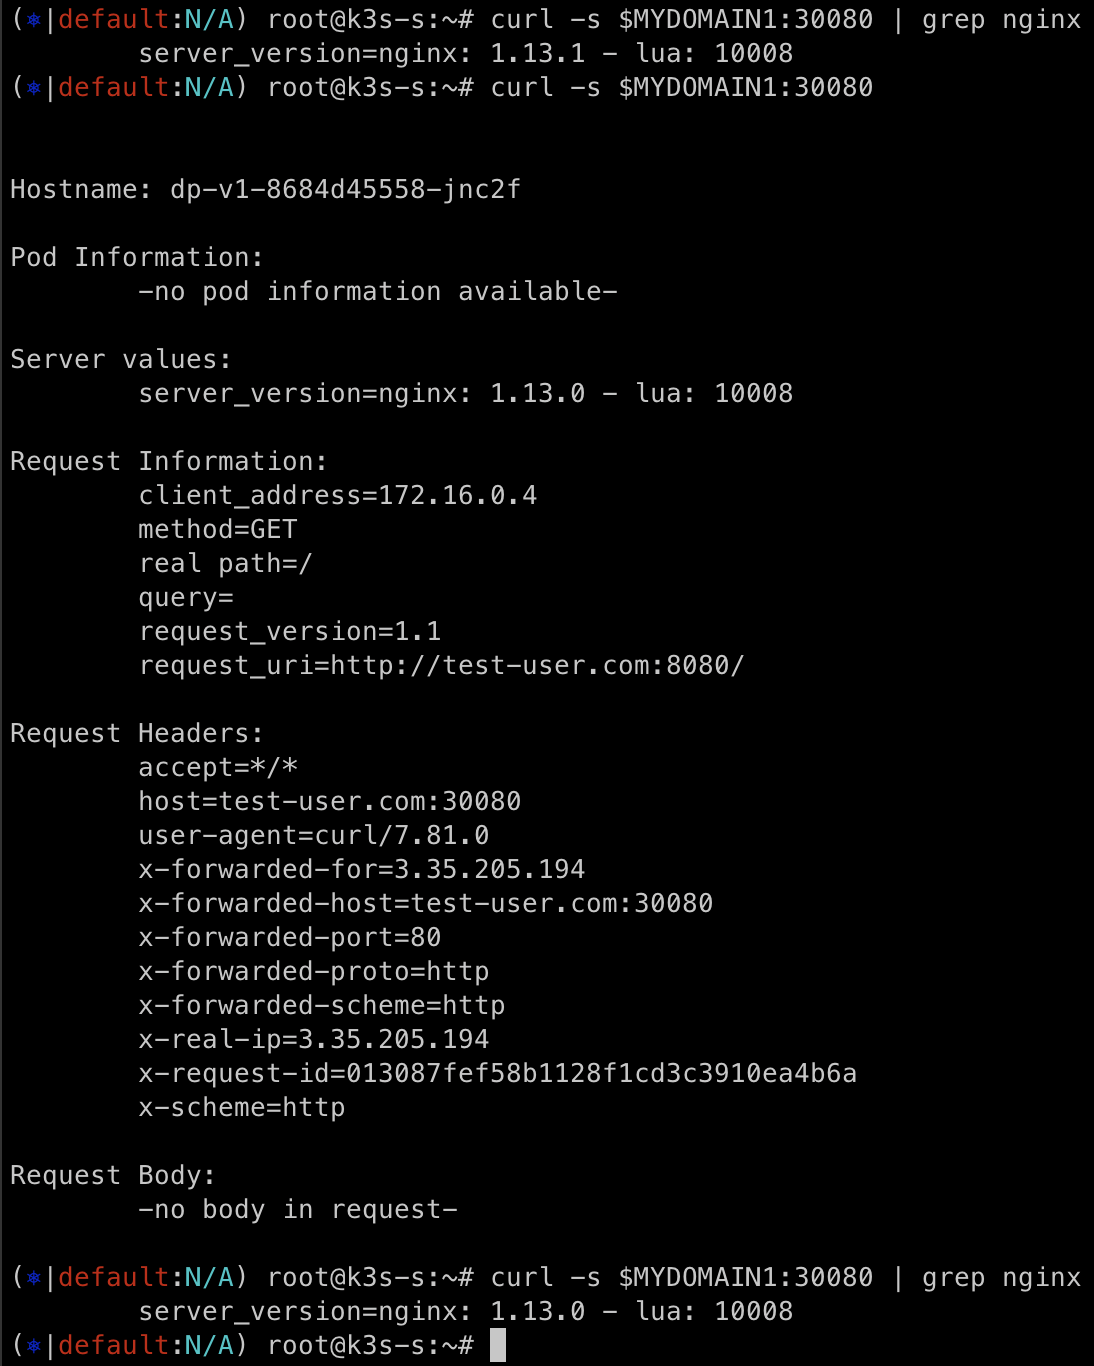 (⎈|default:N/A) root@k3s-s:~# curl -s $MYDOMAIN1:30080 | grep nginx
        server_version=nginx: 1.13.1 - lua: 10008
(⎈|default:N/A) root@k3s-s:~# curl -s $MYDOMAIN1:30080
Hostname: dp-v1-8684d45558-jnc2f
Pod Information:
        -no pod information available-
Server values:
        server_version=nginx: 1.13.0 - lua: 10008
Request Information:
        client_address=172.16.0.4
        method=GET
        real path=/
        query=
        request_version=1.1
        request_uri=http://test-user.com:8080/
Request Headers:
        accept=*/*
        host=test-user.com:30080
        user-agent=curl/7.81.0
        x-forwarded-for=3.35.205.194
        x-forwarded-host=test-user.com:30080
        x-forwarded-port=80
        x-forwarded-proto=http
        x-forwarded-scheme=http
        x-real-ip=3.35.205.194
        x-request-id=013087fef58b1128f1cd3c3910ea4b6a
        x-scheme=http
Request Body:
        -no body in request-
(⎈|default:N/A) root@k3s-s:~# curl -s $MYDOMAIN1:30080 | grep nginx
        server_version=nginx: 1.13.0 - lua: 10008
(⎈|default:N/A) root@k3s-s:~#